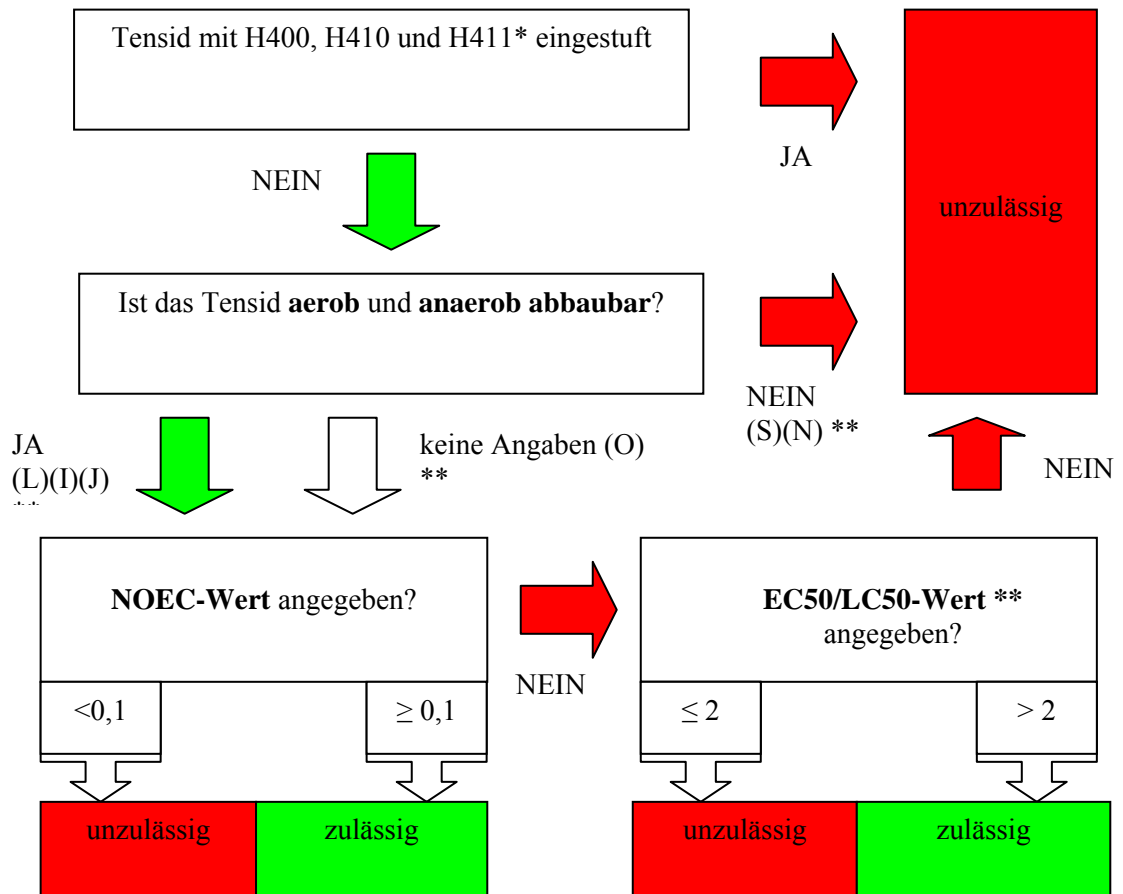 Tensid mit H400, H410 und H411* eingestuft
JA
NEIN
unzulässig
Ist das Tensid aerob und anaerob abbaubar?
NEIN
(S)(N) **
JA
(L)(I)(J)
**
keine Angaben (O)
**
NEIN
NOEC-Wert angegeben?
NEIN
EC50/LC50-Wert **
angegeben?
<0,1
≥ 0,1
≤ 2
> 2
unzulässig
zulässig
unzulässig
zulässig